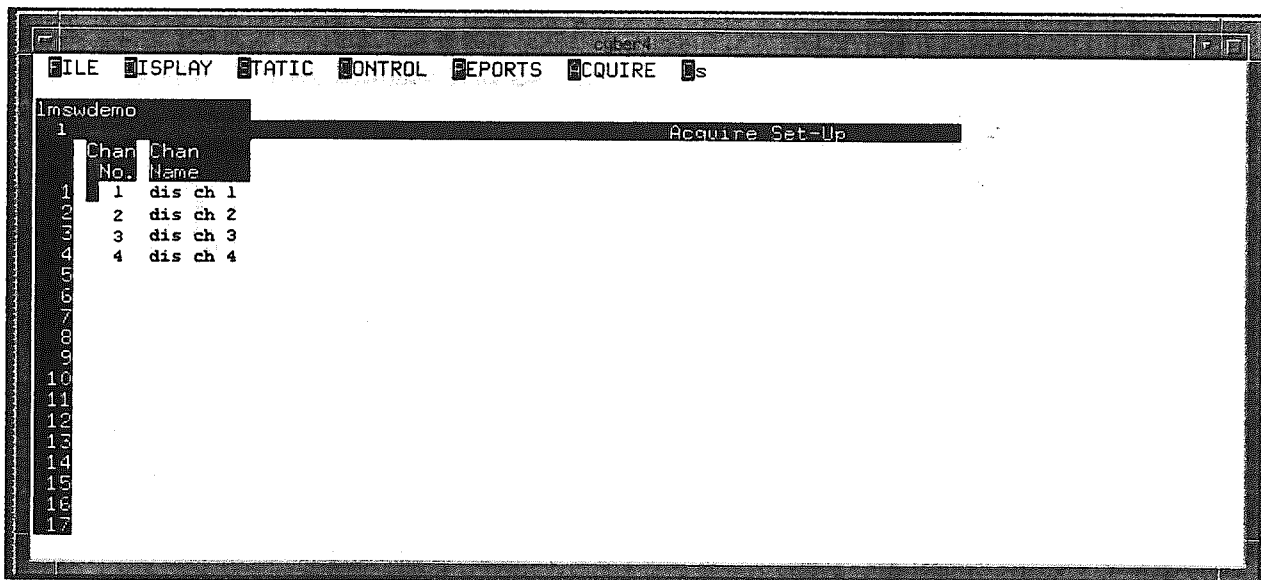 cyber4
FILE DISPLAY STATIC CONTROL REPORTS ACQUIRE
lmswdemo
1 Acquire Set-Up
Chan Chan
No. Name
1 1 dis ch 1
2 2 dis ch 2
3 3 dis ch 3
4 4 dis ch 4
5
6
7
8
9
10
11
12
13
14
15
16
17